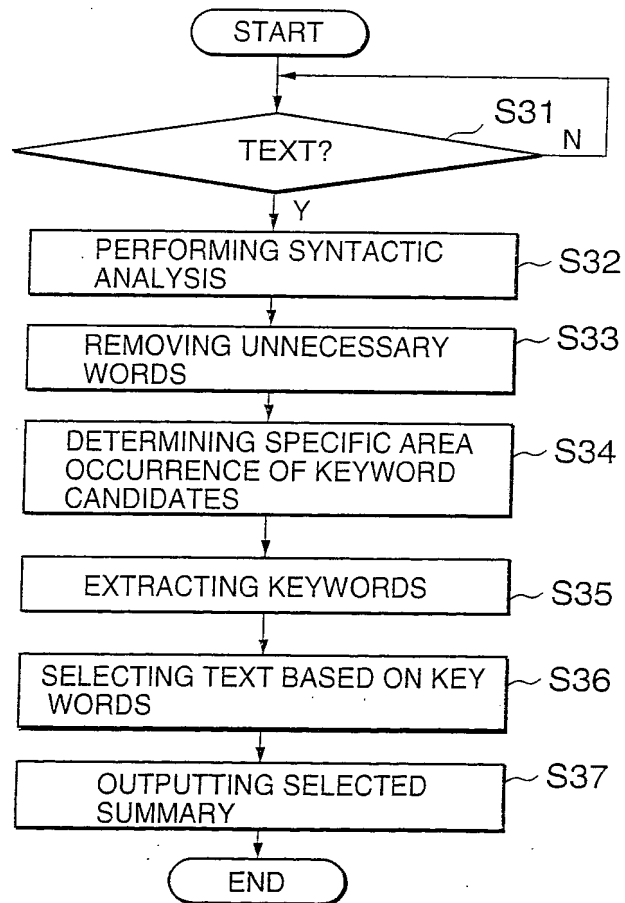 START
S31
TEXT?
N
Y
PERFORMING SYNTACTIC
ANALYSIS
S32
REMOVING UNNECESSARY
WORDS
S33
DETERMINING SPECIFIC AREA
OCCURRENCE OF KEYWORD
CANDIDATES
S34
EXTRACTING KEYWORDS
S35
SELECTING TEXT BASED ON KEY
WORDS
S36
OUTPUTTING SELECTED
SUMMARY
S37
END